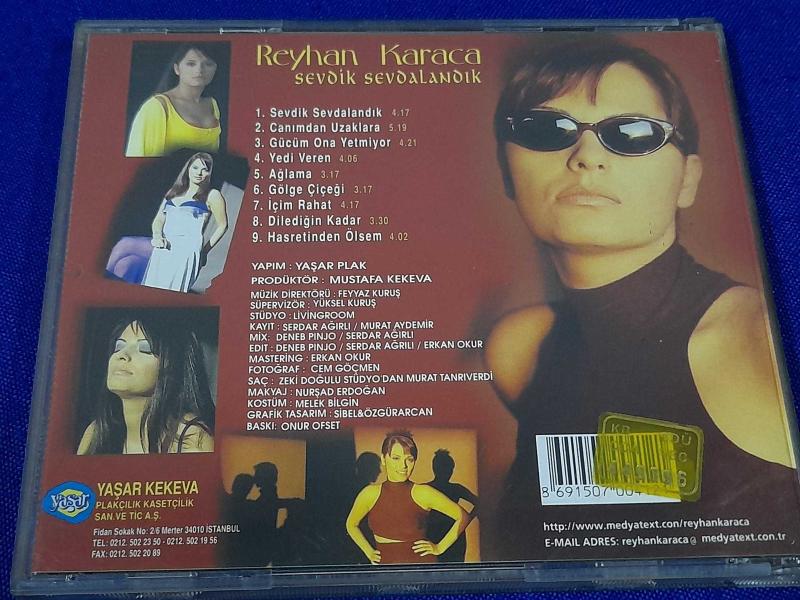 Reyhan Karaca
SEVDİK SEVDALANDIK
1. Sevdik Sevdalandık 4.17
2. Canımdan Uzaklara 5.19
3. Gücüm Ona Yetmiyor 4.21
4. Yedi Veren 4.06
5. Ağlama 3.17
6. Gölge Çiçeği 3.17
7. İçim Rahat 4.17
8. Dilediğin Kadar 3.30
9. Hasretinden Ölsem 4.02
YAPIM : YAŞAR PLAK
PRODÜKTÖR : MUSTAFA KEKEVA
MÜZİK DİREKTÖRÜ : FEYYAZ KURUŞ
SÜPERVİZÖR : YÜKSEL KURUŞ
STÜDYO : LİVİNGROOM
KAYIT : SERDAR AĞIRLI / MURAT AYDEMİR
MİX: DENEB PINJO / SERDAR AĞIRLI
EDIT : DENEB PINJO / SERDAR AĞRILI / ERKAN OKUR
MASTERING : ERKAN OKUR
FOTOĞRAF : CEM GÖÇMEN
SAÇ : ZEKİ DOĞULU STÜDYO'DAN MURAT TANRIVERDİ
MAKYAJ : NURŞAD ERDOĞAN
KOSTÜM : MELEK BİLGİN
GRAFİK TASARIM : SİBEL&ÖZGÜRARCAN
BASKI: ONUR OFSET
yaşar
YAŞAR KEKEVA
PLAKÇILIK KASETÇİLİK
SAN.VE TİC A.Ş.
Fidan Sokak No: 2/6 Merter 34010 İSTANBUL
TEL: 0212. 502 23 50 - 0212. 502 19 56
FAX: 0212. 502 20 89
8 691507 00
http://www.medyatext.com/reyhankaraca
E-MAIL ADRES: reyhankaraca@ medyatext.con.tr